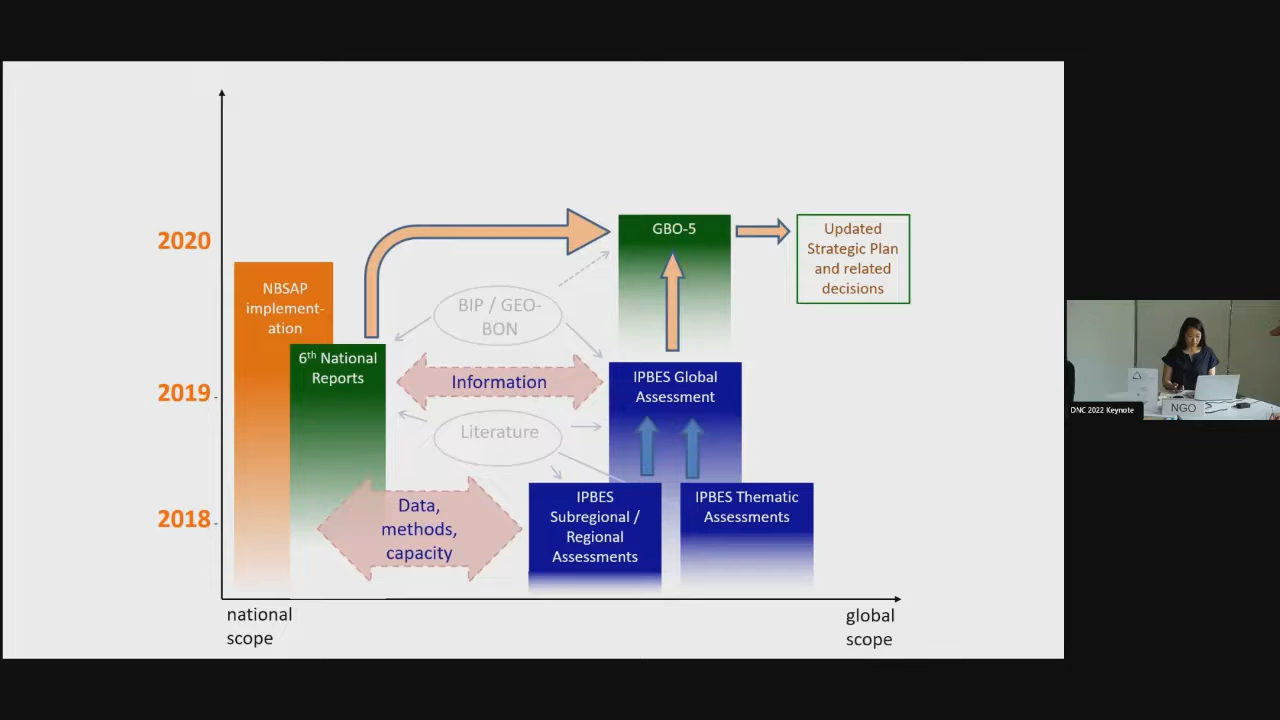 2020
2019
2018
NBSAP
implement-
ation
6th National
Reports
BIP / GEO-
BON
Information
Literature
Data,
methods,
capacity
GBO-5
Updated
Strategic Plan
and related
decisions
IPBES Global
Assessment
IPBES
Subregional /
Regional
Assessments
IPBES Thematic
Assessments
national
scope
global
scope
DNC 2022 Keynote
NGO